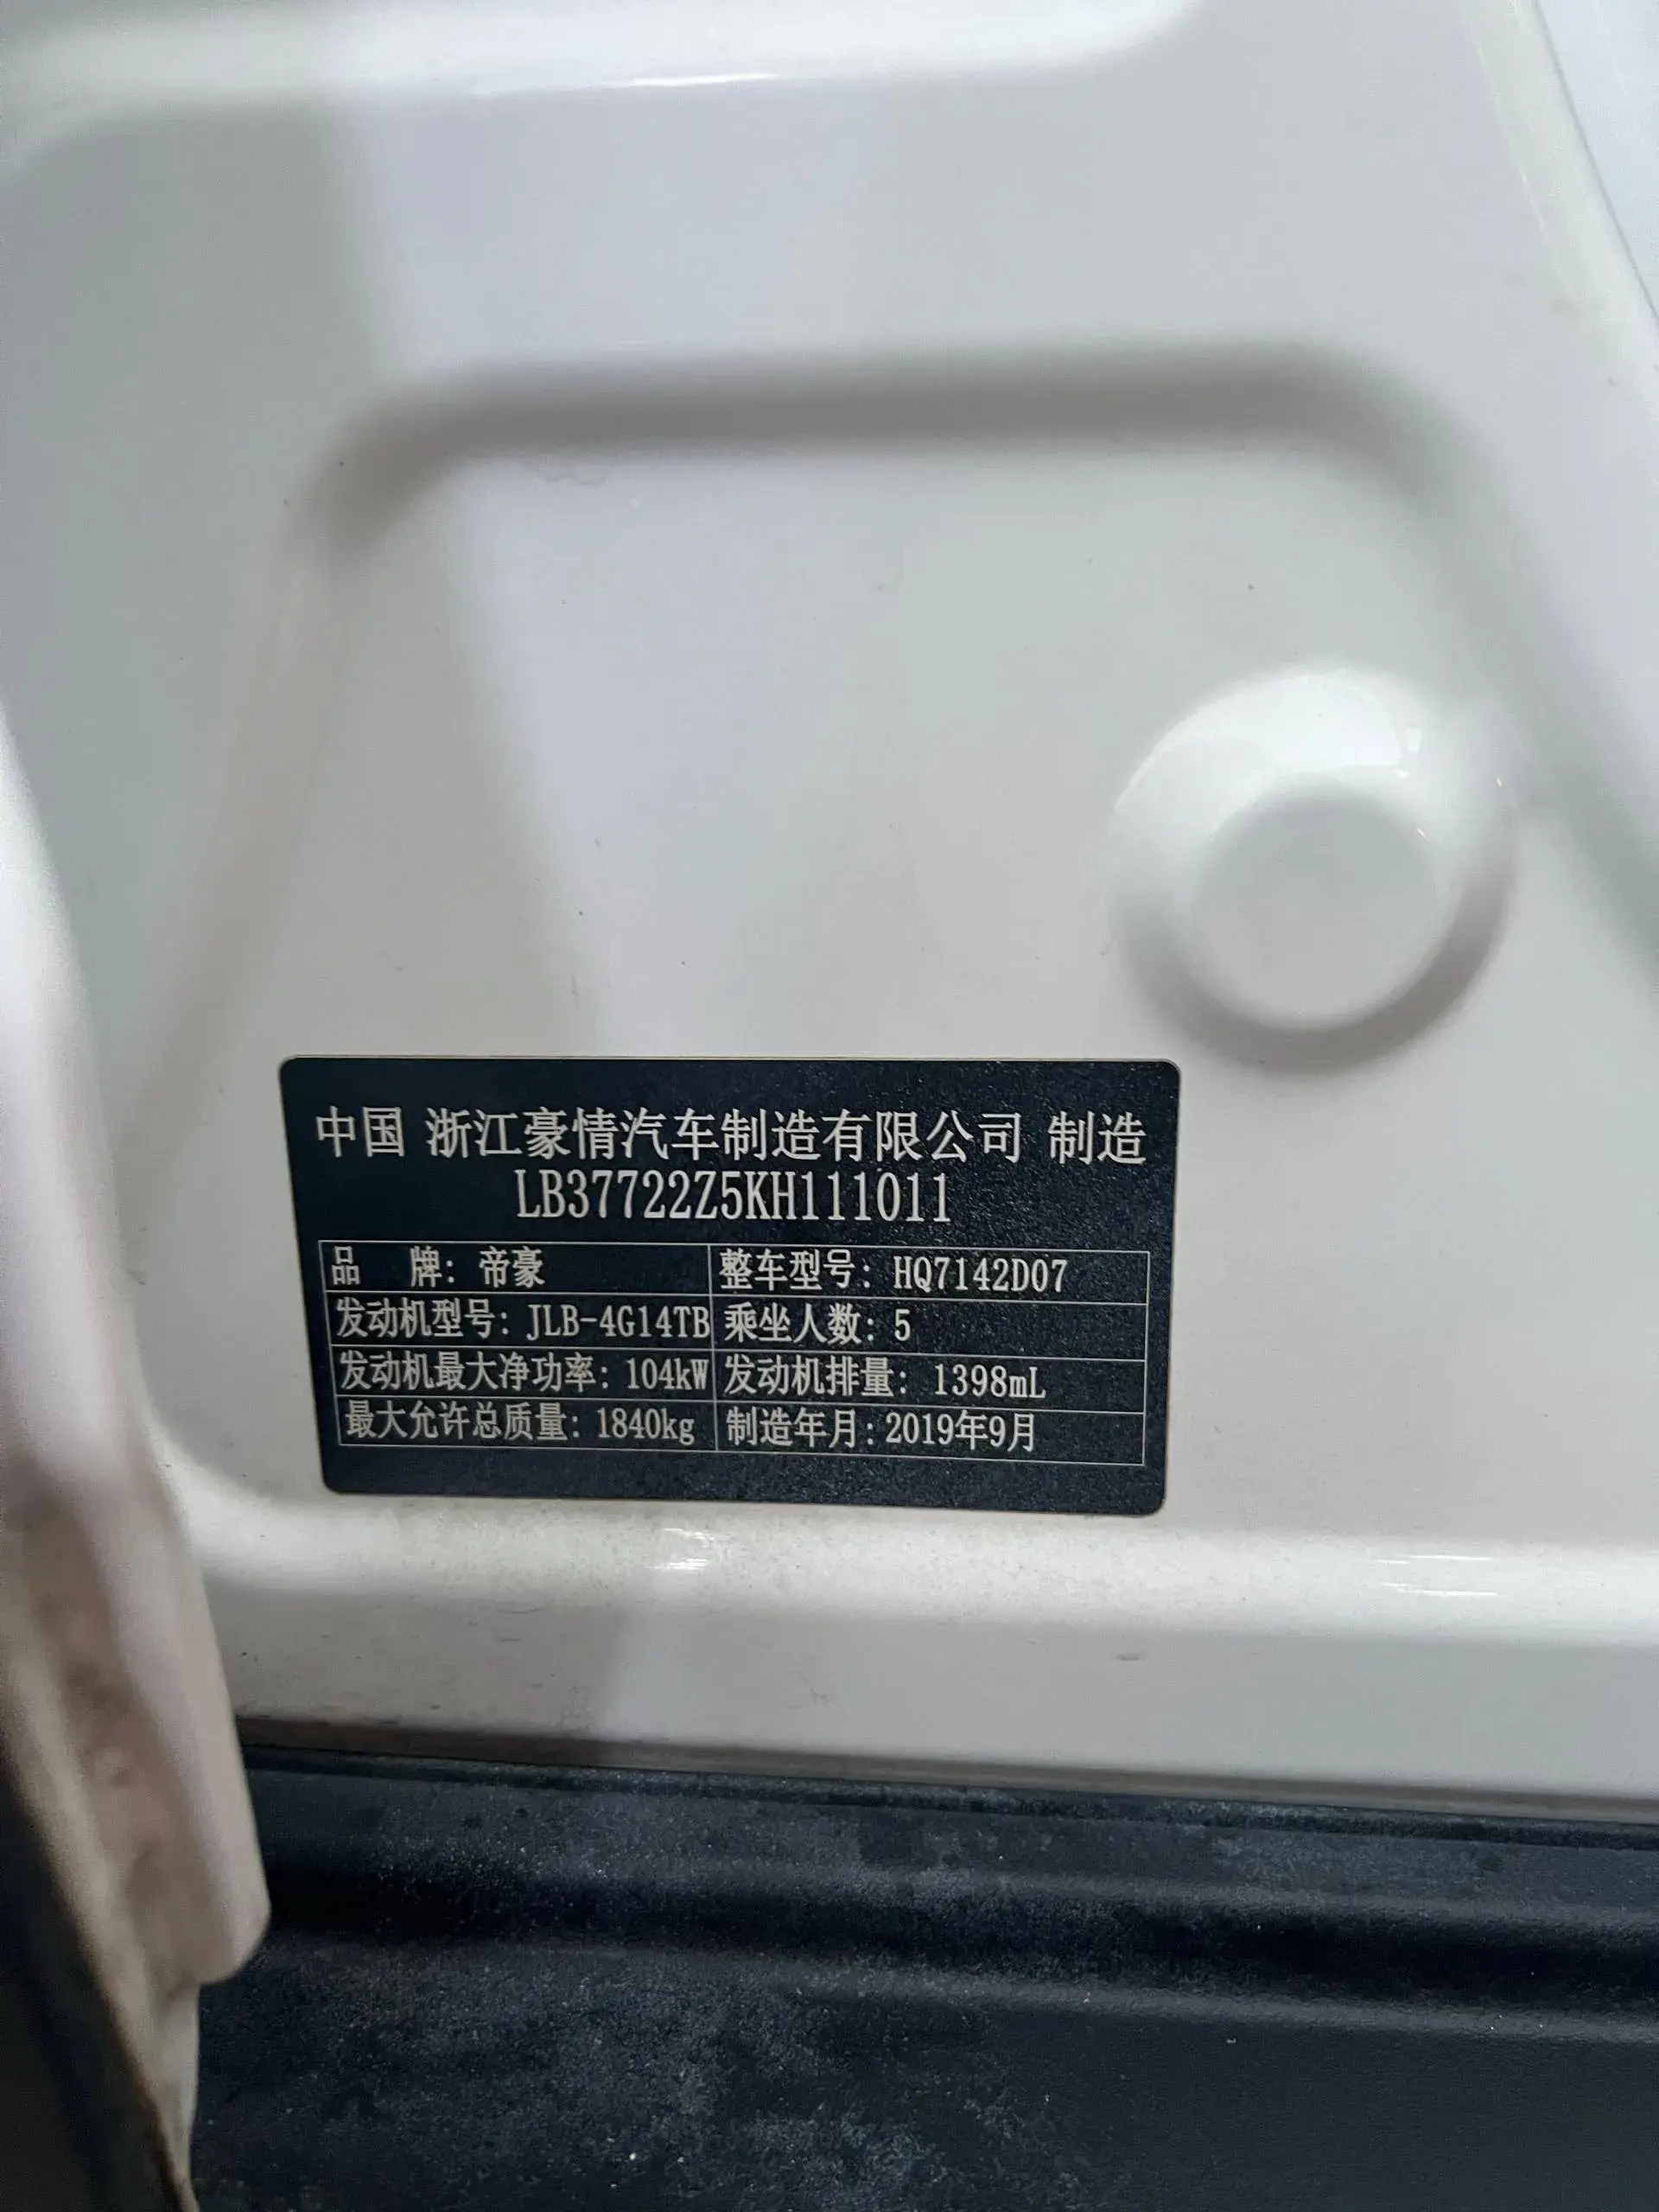 中国 浙江豪情汽车制造有限公司 制造
LB37722Z5KH111011
品 牌: 帝豪 整车型号: HQ7142D07
发动机型号: JLB-4G14TB 乘坐人数: 5
发动机最大净功率: 104kW 发动机排量: 1398mL
最大允许总质量: 1840kg 制造年月: 2019年9月